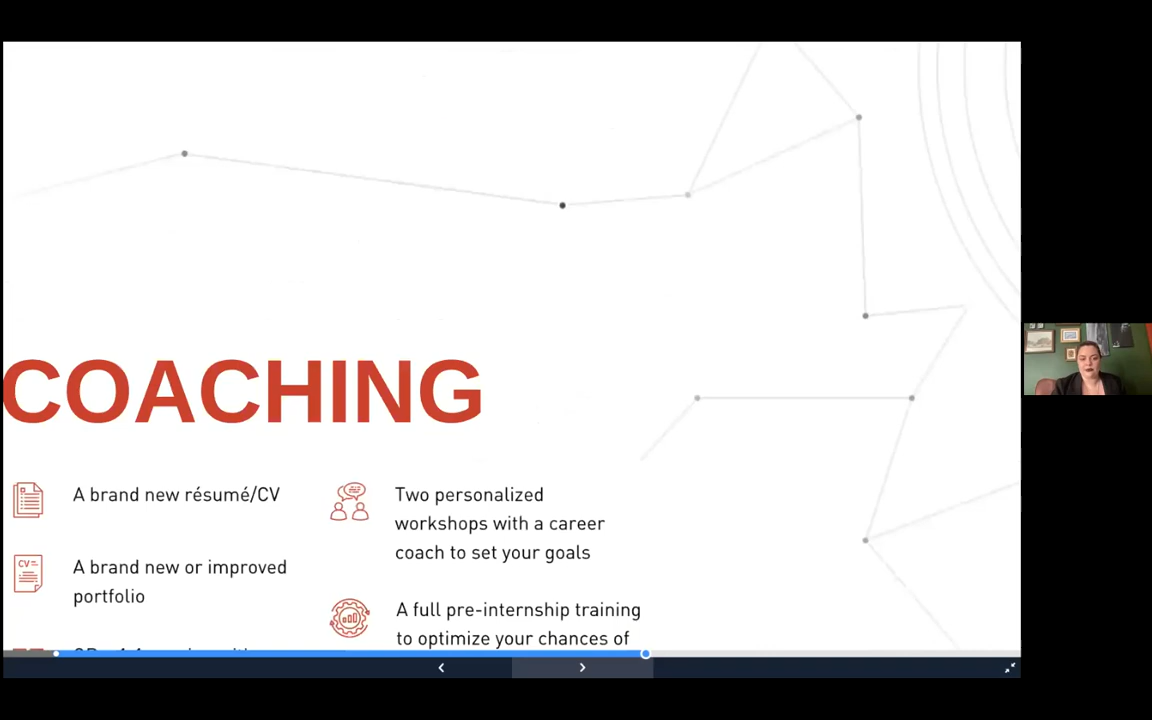 COACHING
A brand new résumé/CV
A brand new or improved
portfolio
Two personalized
workshops with a career
coach to set your goals
A full pre-internship training
to optimize your chances of
CV